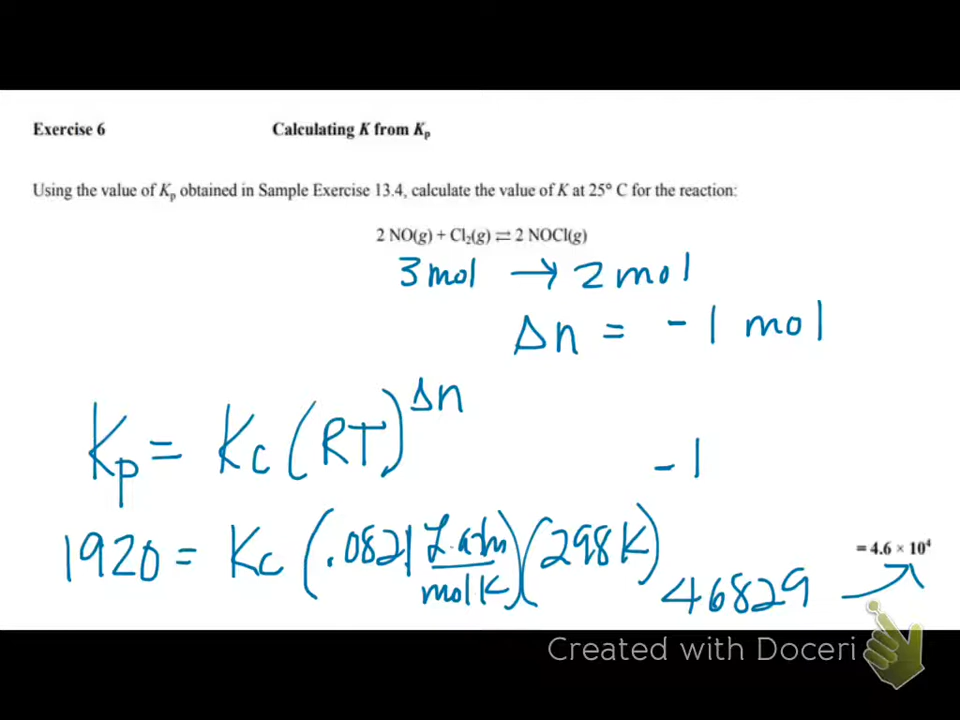 Exercise 6 Calculating K from Kp
Using the value of Kp obtained in Sample Exercise 13.4, calculate the value of K at 25° C for the reaction:
2 NO(g) + Cl₂(g) ⇌ 2 NOCl(g)
3 mol → 2 mol
Δn = -1 mol
Kp = Kc (RT)^Δn
1920 = Kc (.0821 L·atm/mol K)(298 K)^-1
= 4.6 × 10⁴
46829
Created with Doceri